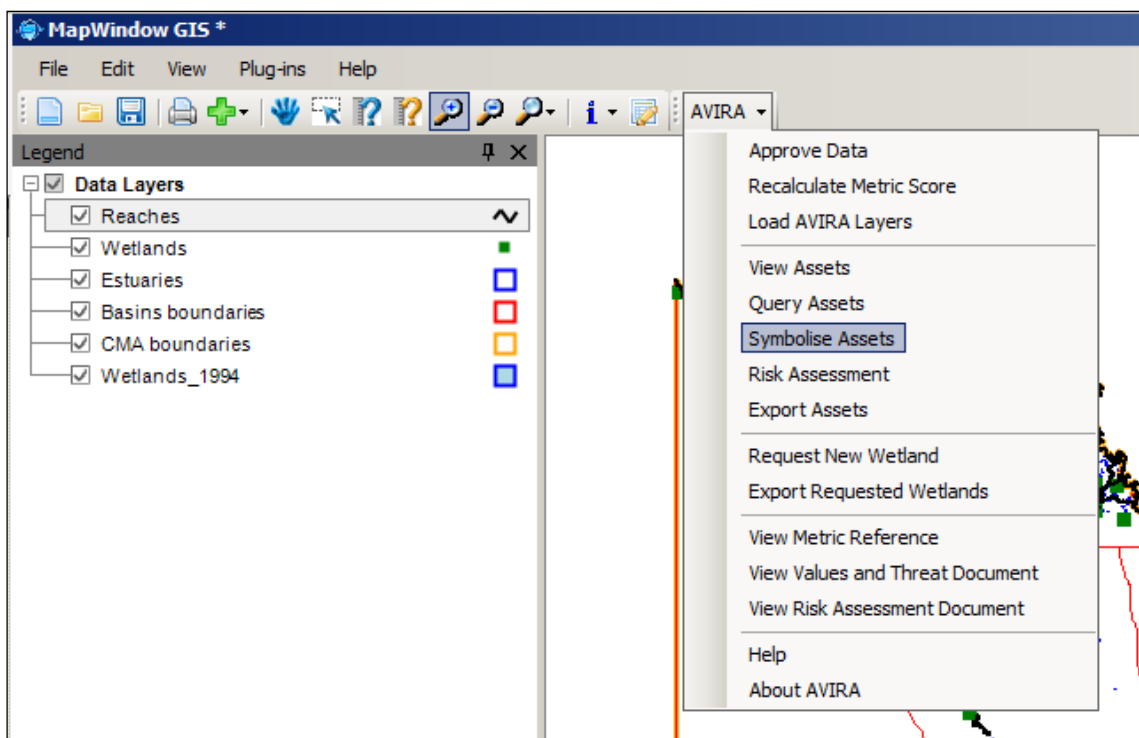 MapWindow GIS *
File Edit View Plug-ins Help
AVIRA
Legend
Data Layers
Reaches
Wetlands
Estuaries
Basins boundaries
CMA boundaries
Wetlands_1994
Approve Data
Recalculate Metric Score
Load AVIRA Layers
View Assets
Query Assets
Symbolise Assets
Risk Assessment
Export Assets
Request New Wetland
Export Requested Wetlands
View Metric Reference
View Values and Threat Document
View Risk Assessment Document
Help
About AVIRA